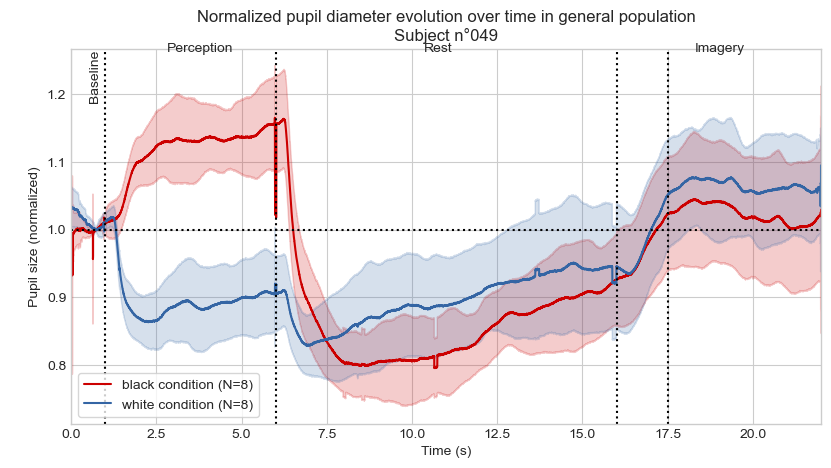 Normalized pupil diameter evolution over time in general population
Subject n°049
Baseline
Perception
Rest
Imagery
1.2
1.1
1.0
0.9
0.8
Pupil size (normalized)
black condition (N=8)
white condition (N=8)
0.0
2.5
5.0
7.5
10.0
12.5
15.0
17.5
20.0
Time (s)